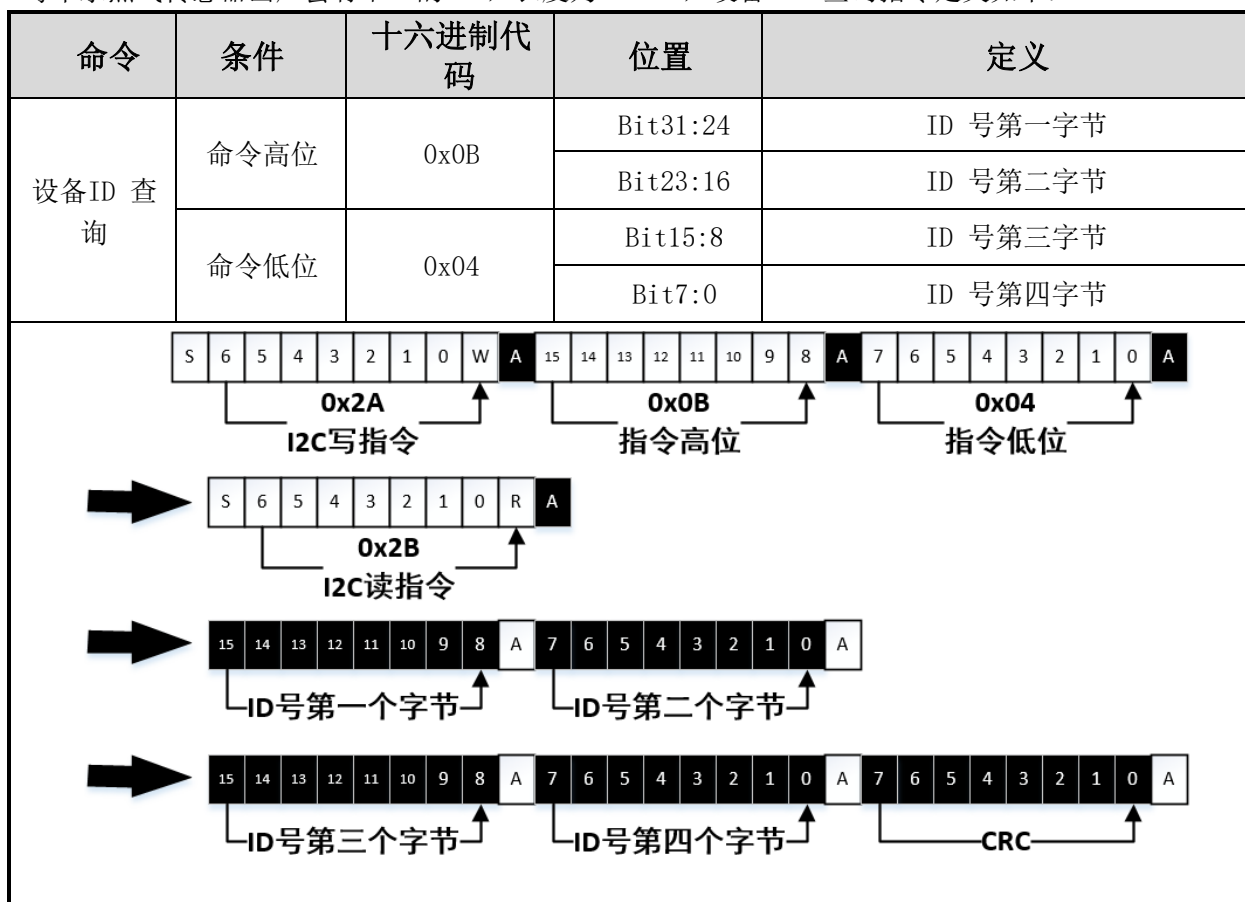 命令 条件 十六进制代码 位置 定义
设备ID 查询 命令高位 0x0B Bit31:24 ID 号第一字节
Bit23:16 ID 号第二字节
命令低位 0x04 Bit15:8 ID 号第三字节
Bit7:0 ID 号第四字节
S 6 5 4 3 2 1 0 W A 15 14 13 12 11 10 9 8 A 7 6 5 4 3 2 1 0 A
0x2A 0x0B 0x04
I2C写指令 指令高位 指令低位
S 6 5 4 3 2 1 0 R A
0x2B
I2C读指令
15 14 13 12 11 10 9 8 A 7 6 5 4 3 2 1 0 A
ID号第一个字节 ID号第二个字节
15 14 13 12 11 10 9 8 A 7 6 5 4 3 2 1 0 A 7 6 5 4 3 2 1 0 A
ID号第三个字节 ID号第四个字节 CRC